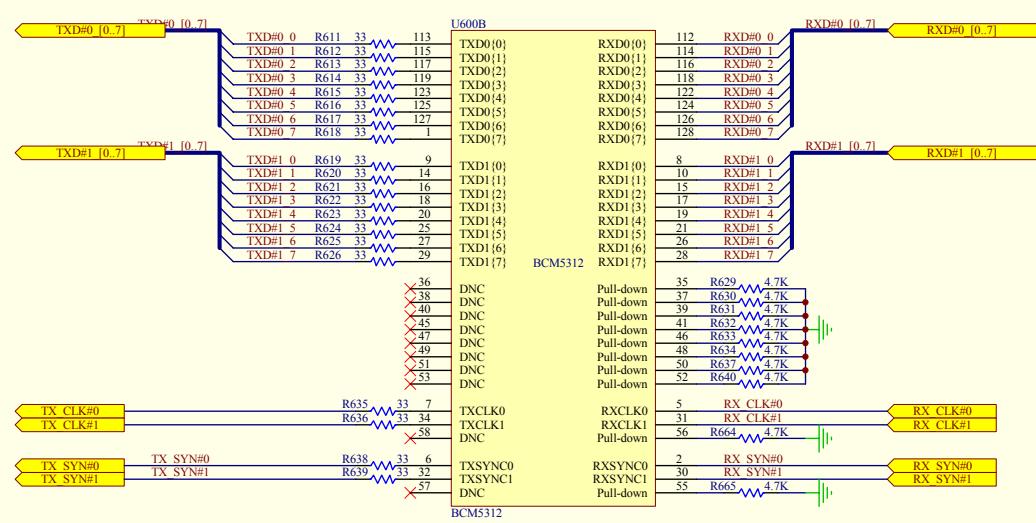 U600B
TXD#0_[0..7] TXD#0_[0..7] RXD#0_[0..7] RXD#0_[0..7]
TXD#0_0 R611 33 113 TXD0{0} RXD0{0} 112 RXD#0_0
TXD#0_1 R612 33 115 TXD0{1} RXD0{1} 114 RXD#0_1
TXD#0_2 R613 33 117 TXD0{2} RXD0{2} 116 RXD#0_2
TXD#0_3 R614 33 119 TXD0{3} RXD0{3} 118 RXD#0_3
TXD#0_4 R615 33 123 TXD0{4} RXD0{4} 122 RXD#0_4
TXD#0_5 R616 33 125 TXD0{5} RXD0{5} 124 RXD#0_5
TXD#0_6 R617 33 127 TXD0{6} RXD0{6} 126 RXD#0_6
TXD#0_7 R618 33 1 TXD0{7} RXD0{7} 128 RXD#0_7
TXD#1_[0..7] TXD#1_[0..7] RXD#1_[0..7] RXD#1_[0..7]
TXD#1_0 R619 33 9 TXD1{0} RXD1{0} 8 RXD#1_0
TXD#1_1 R620 33 14 TXD1{1} RXD1{1} 10 RXD#1_1
TXD#1_2 R621 33 16 TXD1{2} RXD1{2} 15 RXD#1_2
TXD#1_3 R622 33 18 TXD1{3} RXD1{3} 17 RXD#1_3
TXD#1_4 R623 33 20 TXD1{4} RXD1{4} 19 RXD#1_4
TXD#1_5 R624 33 25 TXD1{5} RXD1{5} 21 RXD#1_5
TXD#1_6 R625 33 27 TXD1{6} RXD1{6} 26 RXD#1_6
TXD#1_7 R626 33 29 TXD1{7} RXD1{7} 28 RXD#1_7
BCM5312
36 DNC Pull-down 35 R629 4.7K
38 DNC Pull-down 37 R630 4.7K
40 DNC Pull-down 39 R631 4.7K
45 DNC Pull-down 41 R632 4.7K
47 DNC Pull-down 46 R633 4.7K
49 DNC Pull-down 48 R634 4.7K
51 DNC Pull-down 50 R637 4.7K
53 DNC Pull-down 52 R640 4.7K
TX_CLK#0 R635 33 7 TXCLK0 RXCLK0 5 RX_CLK#0 RX_CLK#0
TX_CLK#1 R636 33 34 TXCLK1 RXCLK1 31 RX_CLK#1 RX_CLK#1
58 DNC Pull-down 56 R664 4.7K
TX_SYN#0 TX_SYN#0 R638 33 6 TXSYNC0 RXSYNC0 2 RX_SYN#0 RX_SYN#0
TX_SYN#1 TX_SYN#1 R639 33 32 TXSYNC1 RXSYNC1 30 RX_SYN#1 RX_SYN#1
57 DNC Pull-down 55 R665 4.7K
BCM5312